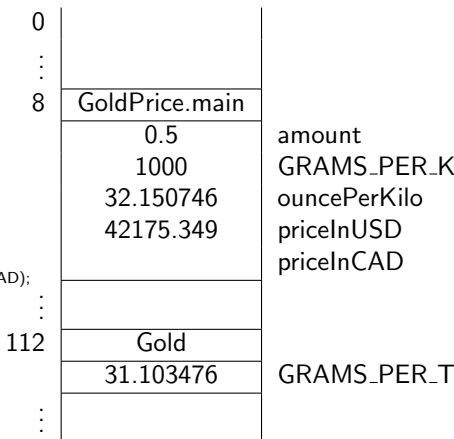 0
⋮
8 GoldPrice.main
0.5 amount
1000 GRAMS_PER_K
32.150746 ouncePerKilo
42175.349 priceInUSD
priceInCAD
AD);
⋮
112 Gold
31.103476 GRAMS_PER_T
⋮